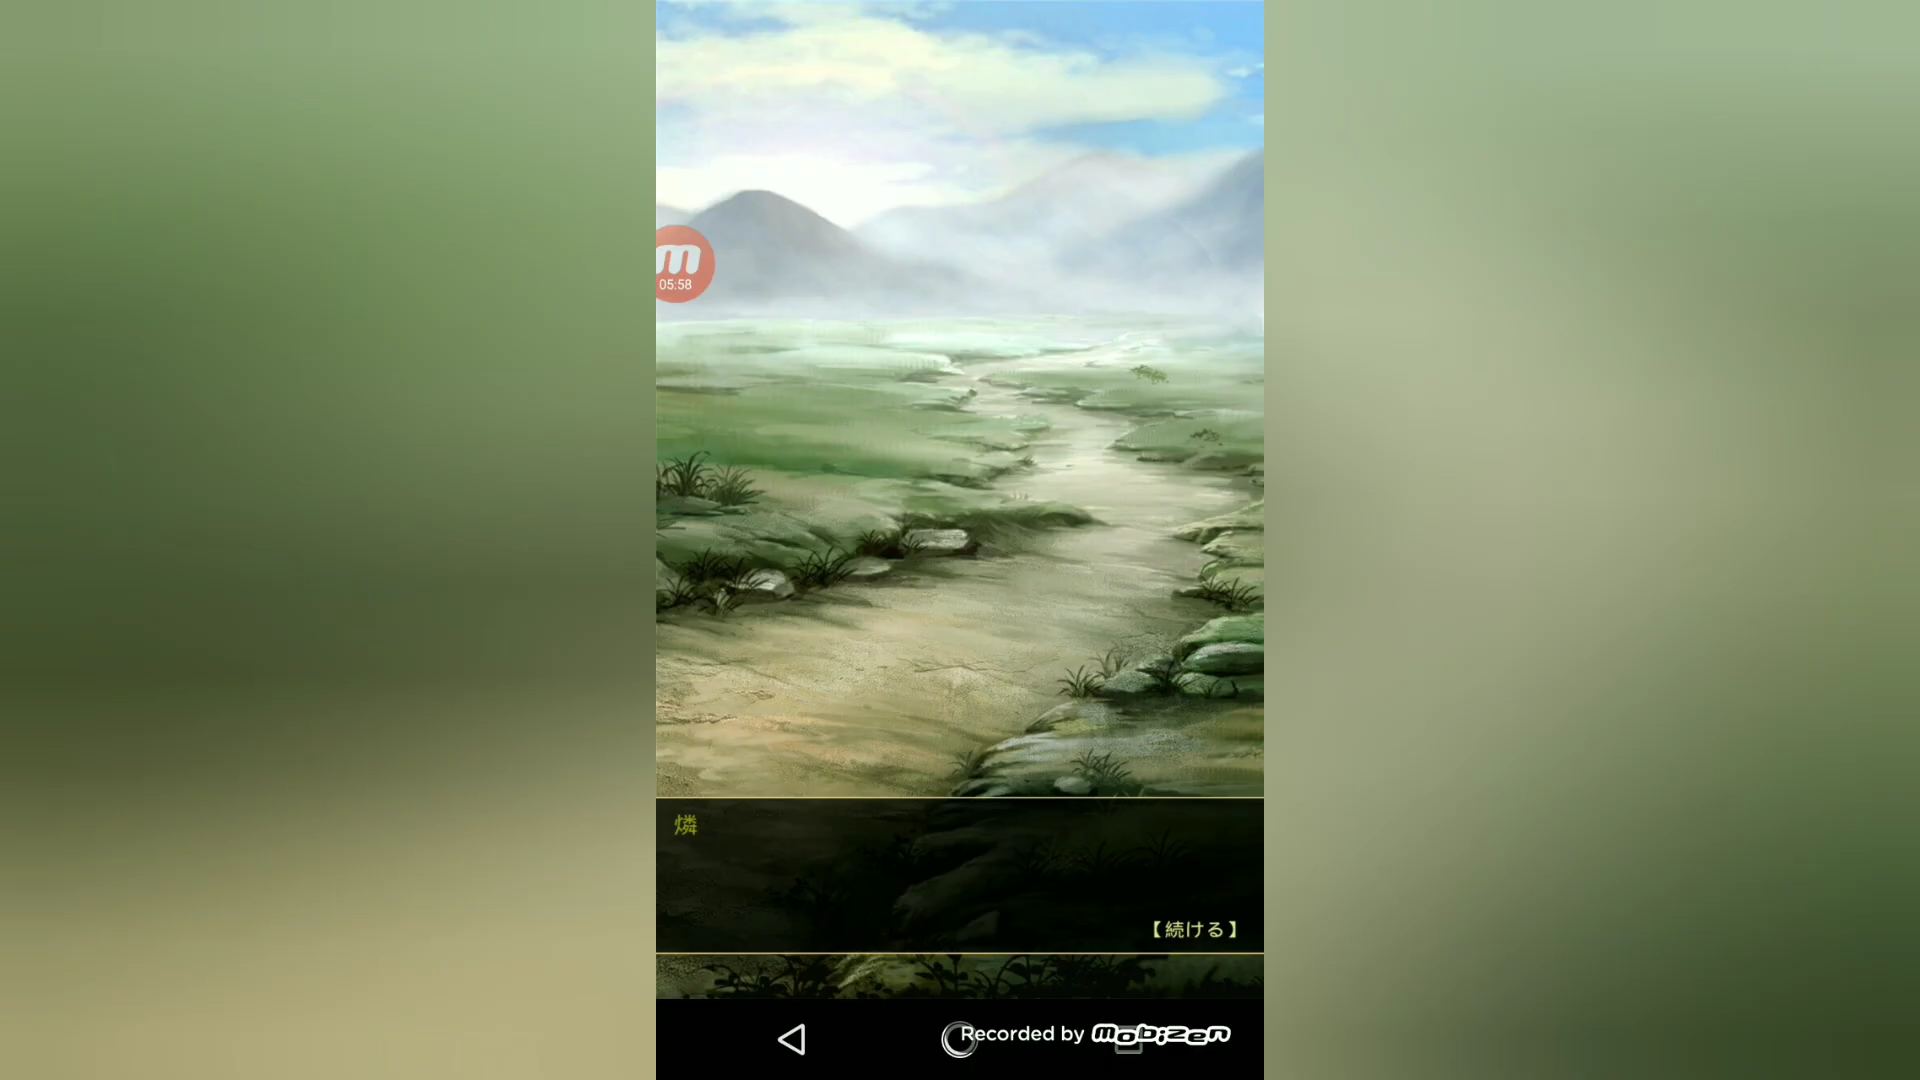 m
05:58
燐
【続ける】
Recorded by mobizen